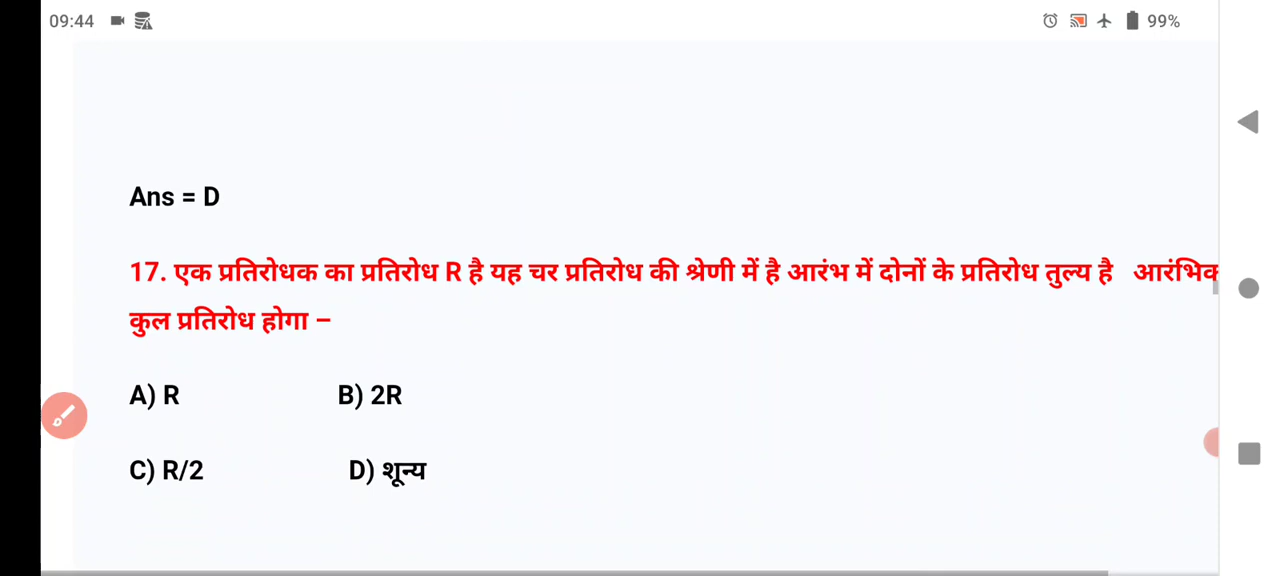 09:44
99%
Ans = D
17. एक प्रतिरोधक का प्रतिरोध R है यह चर प्रतिरोध की श्रेणी में है आरंभ में दोनों के प्रतिरोध तुल्य है आरंभिक
कुल प्रतिरोध होगा –
A) R B) 2R
C) R/2 D) शून्य